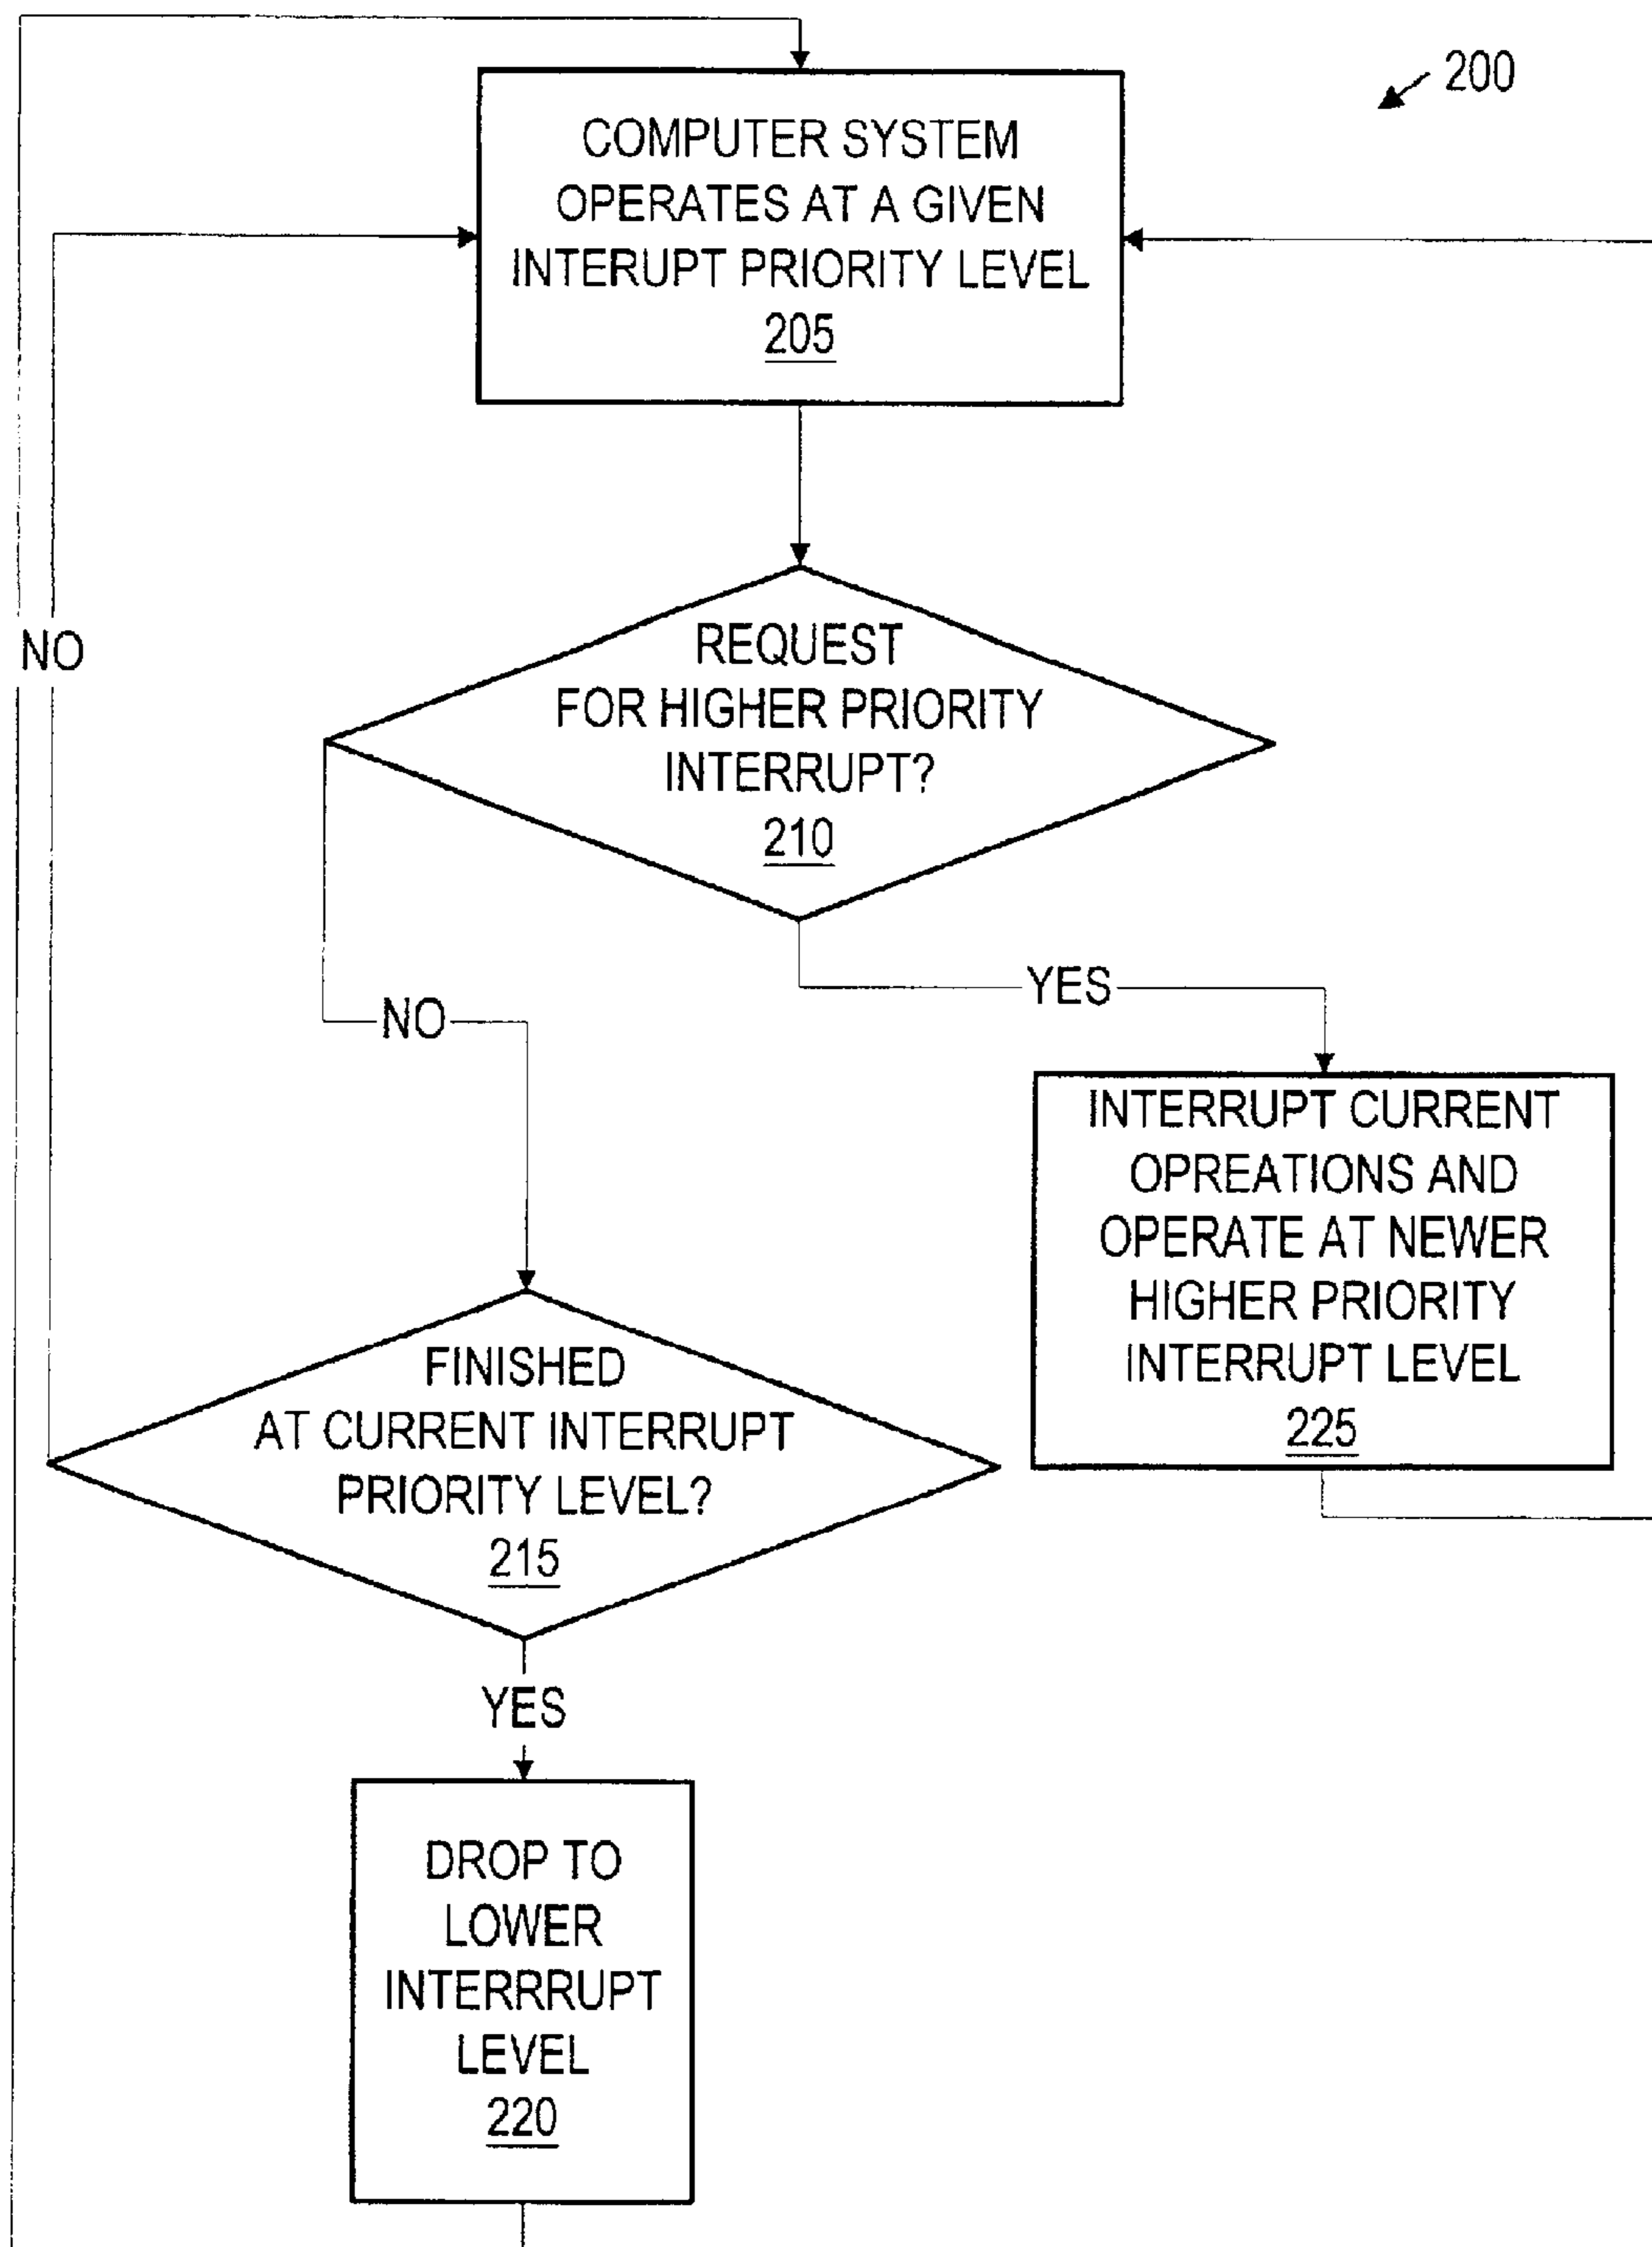 200
COMPUTER SYSTEM
OPERATES AT A GIVEN
INTERUPT PRIORITY LEVEL
205
NO
REQUEST
FOR HIGHER PRIORITY
INTERRUPT?
210
YES
NO
INTERRUPT CURRENT
OPREATIONS AND
OPERATE AT NEWER
HIGHER PRIORITY
INTERRUPT LEVEL
225
FINISHED
AT CURRENT INTERRUPT
PRIORITY LEVEL?
215
YES
DROP TO
LOWER
INTERRRUPT
LEVEL
220